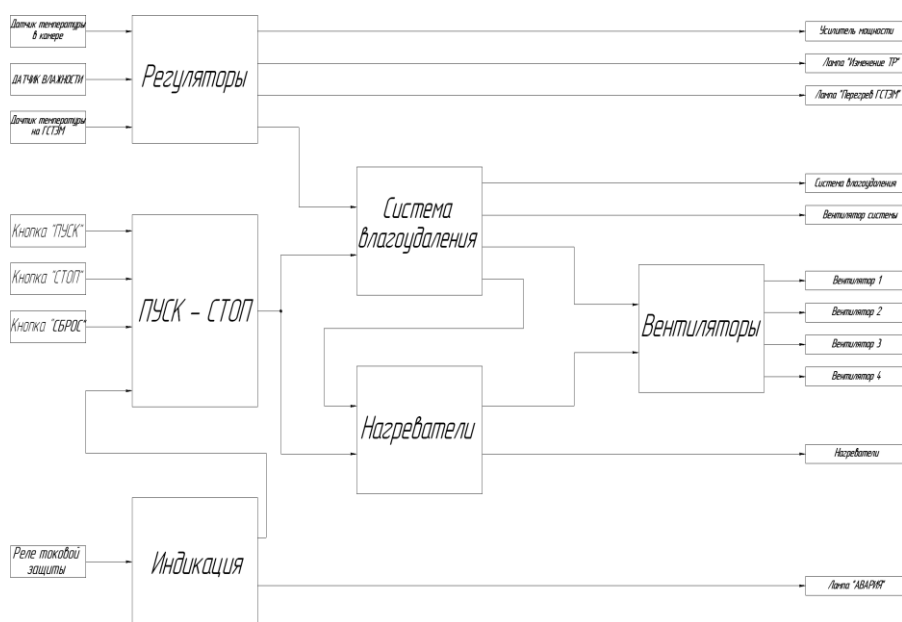 Датчик температуры
в камере
ДАТЧИК ВЛАЖНОСТИ
Датчик температуры
на ГСТЭМ
Регуляторы
Усилитель мощности
Лампа "Изменение ТР"
Лампа "Перегрев ГСТЭМ"
Кнопка "ПУСК"
Кнопка "СТОП"
Кнопка "СБРОС"
ПУСК - СТОП
Система
влагоудаления
Система влагоудаления
Вентилятор системы
Вентиляторы
Вентилятор 1
Вентилятор 2
Вентилятор 3
Вентилятор 4
Нагреватели
Нагреватели
Реле токовой
защиты
Индикация
Лампа "АВАРИЯ"